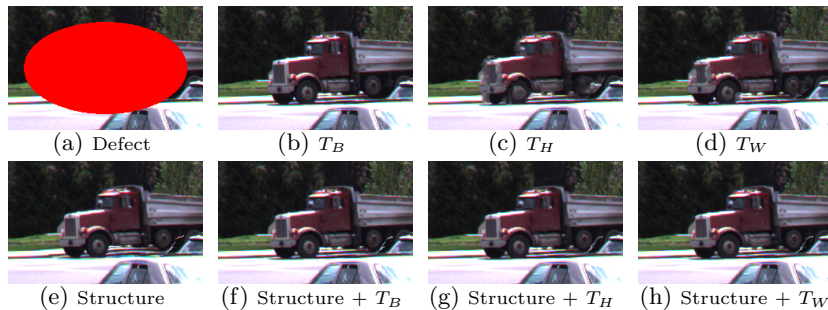 (a) Defect
(b) T_B
(c) T_H
(d) T_W
(e) Structure
(f) Structure + T_B
(g) Structure + T_H
(h) Structure + T_W